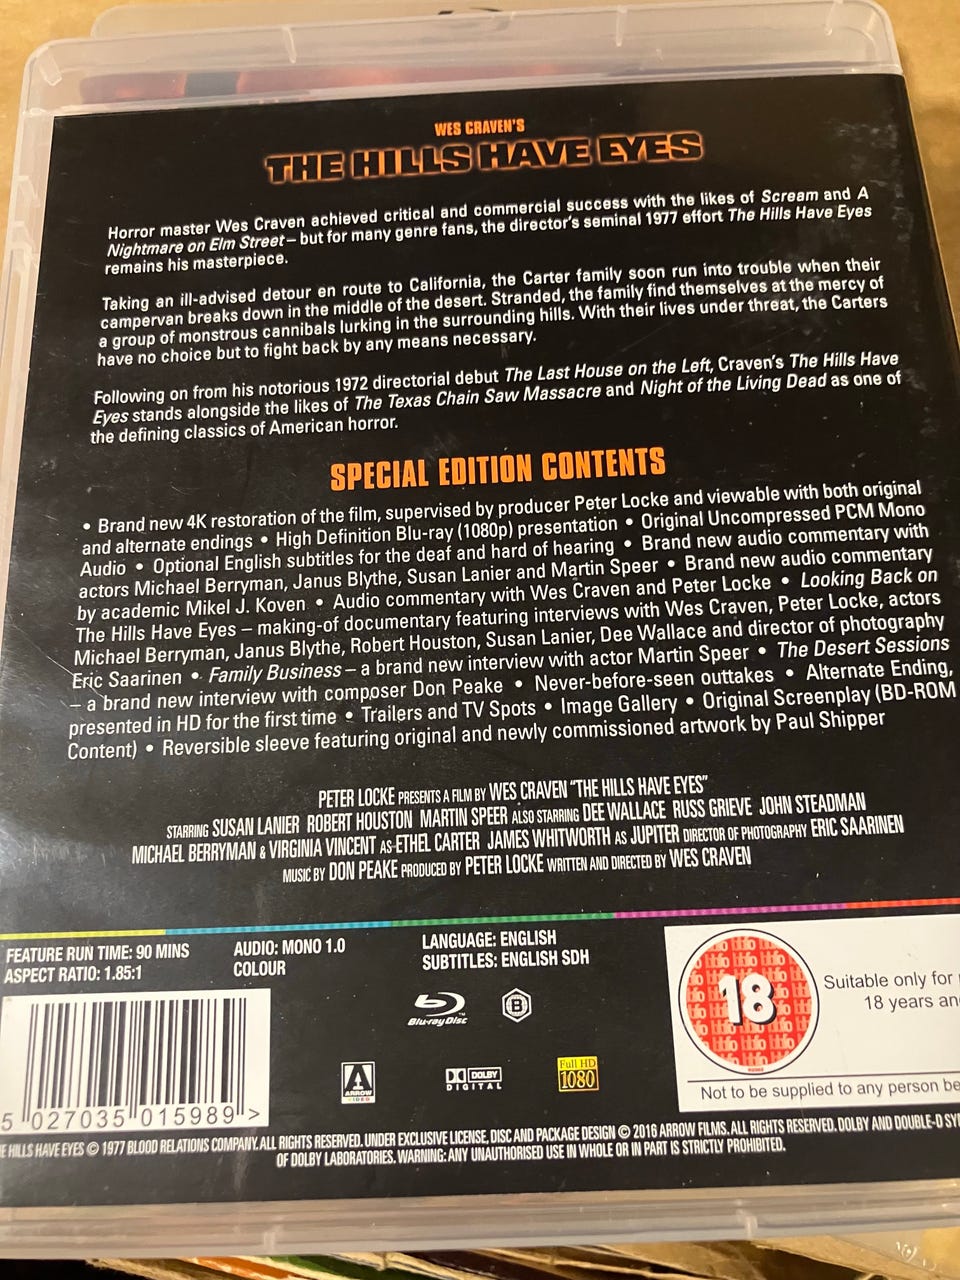 WES CRAVEN'S
THE HILLS HAVE EYES
Horror master Wes Craven achieved critical and commercial success with the likes of Scream and A
Nightmare on Elm Street – but for many genre fans, the director's seminal 1977 effort The Hills Have Eyes
remains his masterpiece.
Taking an ill-advised detour en route to California, the Carter family soon run into trouble when their
campervan breaks down in the middle of the desert. Stranded, the family find themselves at the mercy of
a group of monstrous cannibals lurking in the surrounding hills. With their lives under threat, the Carters
have no choice but to fight back by any means necessary.
Following on from his notorious 1972 directorial debut The Last House on the Left, Craven's The Hills Have
Eyes stands alongside the likes of The Texas Chain Saw Massacre and Night of the Living Dead as one of
the defining classics of American horror.
SPECIAL EDITION CONTENTS
• Brand new 4K restoration of the film, supervised by producer Peter Locke and viewable with both original
and alternate endings • High Definition Blu-ray (1080p) presentation • Original Uncompressed PCM Mono
Audio • Optional English subtitles for the deaf and hard of hearing • Brand new audio commentary with
actors Michael Berryman, Janus Blythe, Susan Lanier and Martin Speer • Brand new audio commentary
by academic Mikel J. Koven • Audio commentary with Wes Craven and Peter Locke • Looking Back on
The Hills Have Eyes – making-of documentary featuring interviews with Wes Craven, Peter Locke, actors
Michael Berryman, Janus Blythe, Robert Houston, Susan Lanier, Dee Wallace and director of photography
Eric Saarinen • Family Business – a brand new interview with actor Martin Speer • The Desert Sessions
– a brand new interview with composer Don Peake • Never-before-seen outtakes • Alternate Ending,
presented in HD for the first time • Trailers and TV Spots • Image Gallery • Original Screenplay (BD-ROM
Content) • Reversible sleeve featuring original and newly commissioned artwork by Paul Shipper
PETER LOCKE PRESENTS A FILM BY WES CRAVEN "THE HILLS HAVE EYES"
STARRING SUSAN LANIER ROBERT HOUSTON MARTIN SPEER ALSO STARRING DEE WALLACE RUSS GRIEVE JOHN STEADMAN
MICHAEL BERRYMAN & VIRGINIA VINCENT AS ETHEL CARTER JAMES WHITWORTH AS JUPITER DIRECTOR OF PHOTOGRAPHY ERIC SAARINEN
MUSIC BY DON PEAKE PRODUCED BY PETER LOCKE WRITTEN AND DIRECTED BY WES CRAVEN
FEATURE RUN TIME: 90 MINS
ASPECT RATIO: 1.85:1
AUDIO: MONO 1.0
COLOUR
LANGUAGE: ENGLISH
SUBTITLES: ENGLISH SDH
Blu-ray Disc
B
ARROW
VIDEO
DOLBY
DIGITAL
Full HD
1080
18
Suitable only for
18 years an
Not to be supplied to any person be
5 027035 015989 >
E HILLS HAVE EYES © 1977 BLOOD RELATIONS COMPANY. ALL RIGHTS RESERVED. UNDER EXCLUSIVE LICENSE, DISC AND PACKAGE DESIGN © 2016 ARROW FILMS. ALL RIGHTS RESERVED. DOLBY AND DOUBLE-D SY
OF DOLBY LABORATORIES. WARNING: ANY UNAUTHORISED USE IN WHOLE OR IN PART IS STRICTLY PROHIBITED.